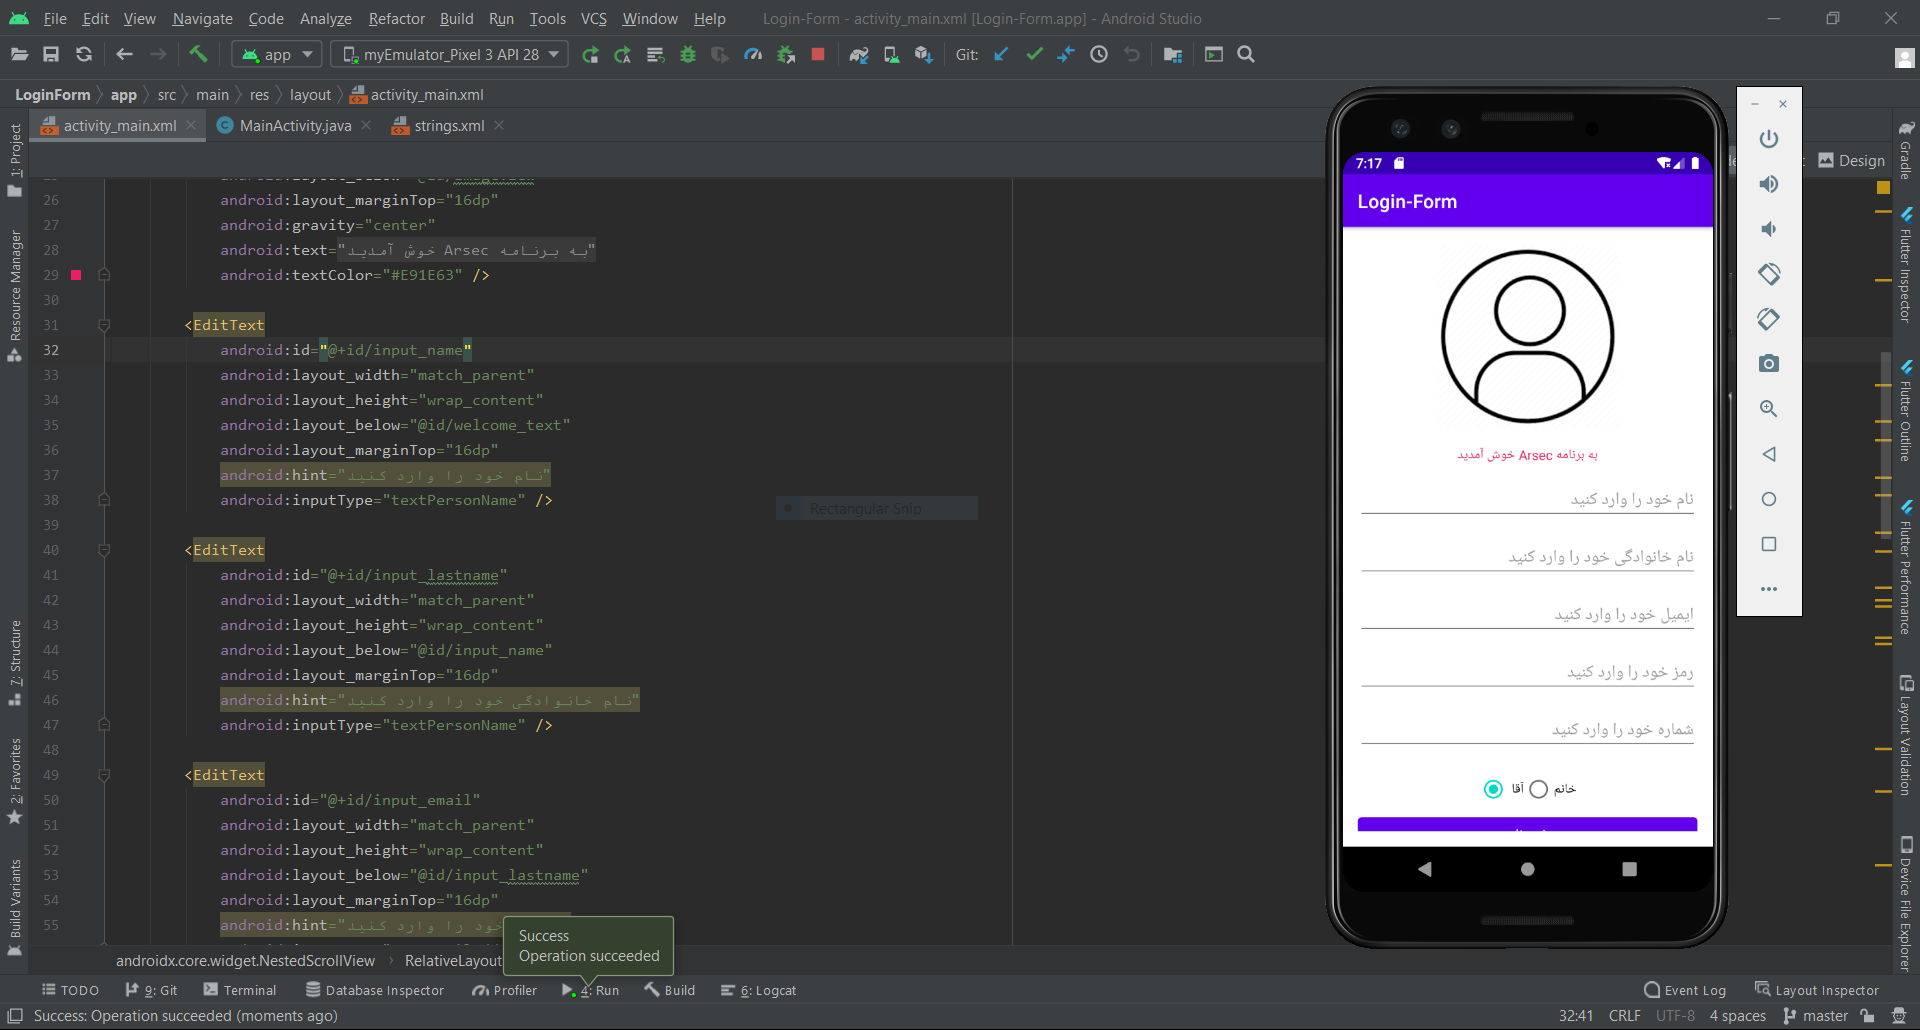 File Edit View Navigate Code Analyze Refactor Build Run Tools VCS Window Help Login-Form - activity_main.xml [Login-Form.app] - Android Studio
app myEmulator_Pixel 3 API 28 Git:
LoginForm app src main res layout activity_main.xml
activity_main.xml MainActivity.java strings.xml
Design
26 android:layout_marginTop="16dp"
27 android:gravity="center"
28 android:text="به برنامه Arsec خوش آمدید"
29 android:textColor="#E91E63" />
30
31 <EditText
32 android:id="@+id/input_name"
33 android:layout_width="match_parent"
34 android:layout_height="wrap_content"
35 android:layout_below="@id/welcome_text"
36 android:layout_marginTop="16dp"
37 android:hint="نام خود را وارد کنید"
38 android:inputType="textPersonName" />
39
40 <EditText
41 android:id="@+id/input_lastname"
42 android:layout_width="match_parent"
43 android:layout_height="wrap_content"
44 android:layout_below="@id/input_name"
45 android:layout_marginTop="16dp"
46 android:hint="نام خانوادگی خود را وارد کنید"
47 android:inputType="textPersonName" />
48
49 <EditText
50 android:id="@+id/input_email"
51 android:layout_width="match_parent"
52 android:layout_height="wrap_content"
53 android:layout_below="@id/input_lastname"
54 android:layout_marginTop="16dp"
55 android:hint="خود را وارد کنید
Rectangular Snip
Success
Operation succeeded
7:17
Login-Form
به برنامه Arsec خوش آمدید
نام خود را وارد کنید
نام خانوادگی خود را وارد کنید
ایمیل خود را وارد کنید
رمز خود را وارد کنید
شماره خود را وارد کنید
آقا خانم
1: Project
Resource Manager
7: Structure
2: Favorites
Build Variants
Gradle
Flutter Inspector
Flutter Outline
Flutter Performance
Layout Validation
Device File Explorer
androidx.core.widget.NestedScrollView RelativeLayout
TODO 9: Git Terminal Database Inspector Profiler 4: Run Build 6: Logcat Event Log Layout Inspector
Success: Operation succeeded (moments ago) 32:41 CRLF UTF-8 4 spaces master